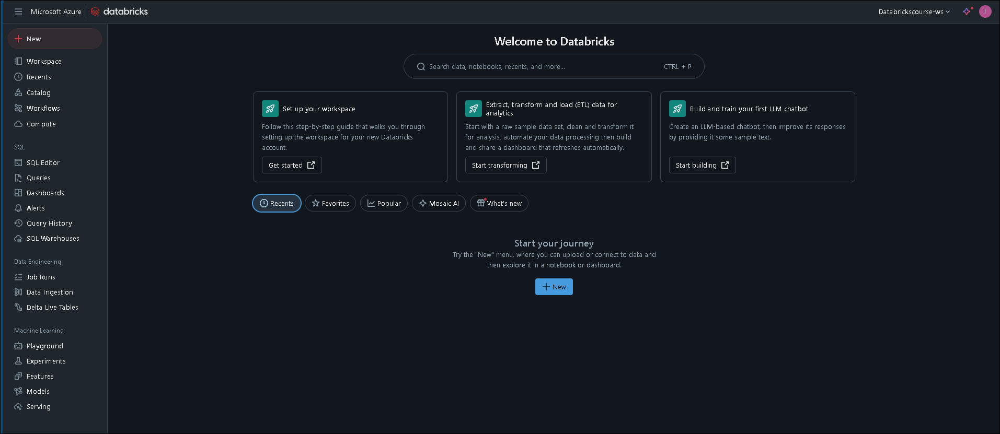 Microsoft Azure databricks
Databrickscourse-ws
I
New
Workspace
Recents
Catalog
Workflows
Compute
SQL
SQL Editor
Queries
Dashboards
Alerts
Query History
SQL Warehouses
Data Engineering
Job Runs
Data Ingestion
Delta Live Tables
Machine Learning
Playground
Experiments
Features
Models
Serving
Welcome to Databricks
Search data, notebooks, recents, and more... CTRL + P
Set up your workspace
Follow this step-by-step guide that walks you through
setting up the workspace for your new Databricks
account.
Get started
Extract, transform and load (ETL) data for
analytics
Start with a raw sample data set, clean and transform it
for analysis, automate your data processing then build
and share a dashboard that refreshes automatically.
Start transforming
Build and train your first LLM chatbot
Create an LLM-based chatbot, then improve its responses
by providing it some sample text.
Start building
Recents Favorites Popular Mosaic AI What's new
Start your journey
Try the "New" menu, where you can upload or connect to data and
then explore it in a notebook or dashboard.
New